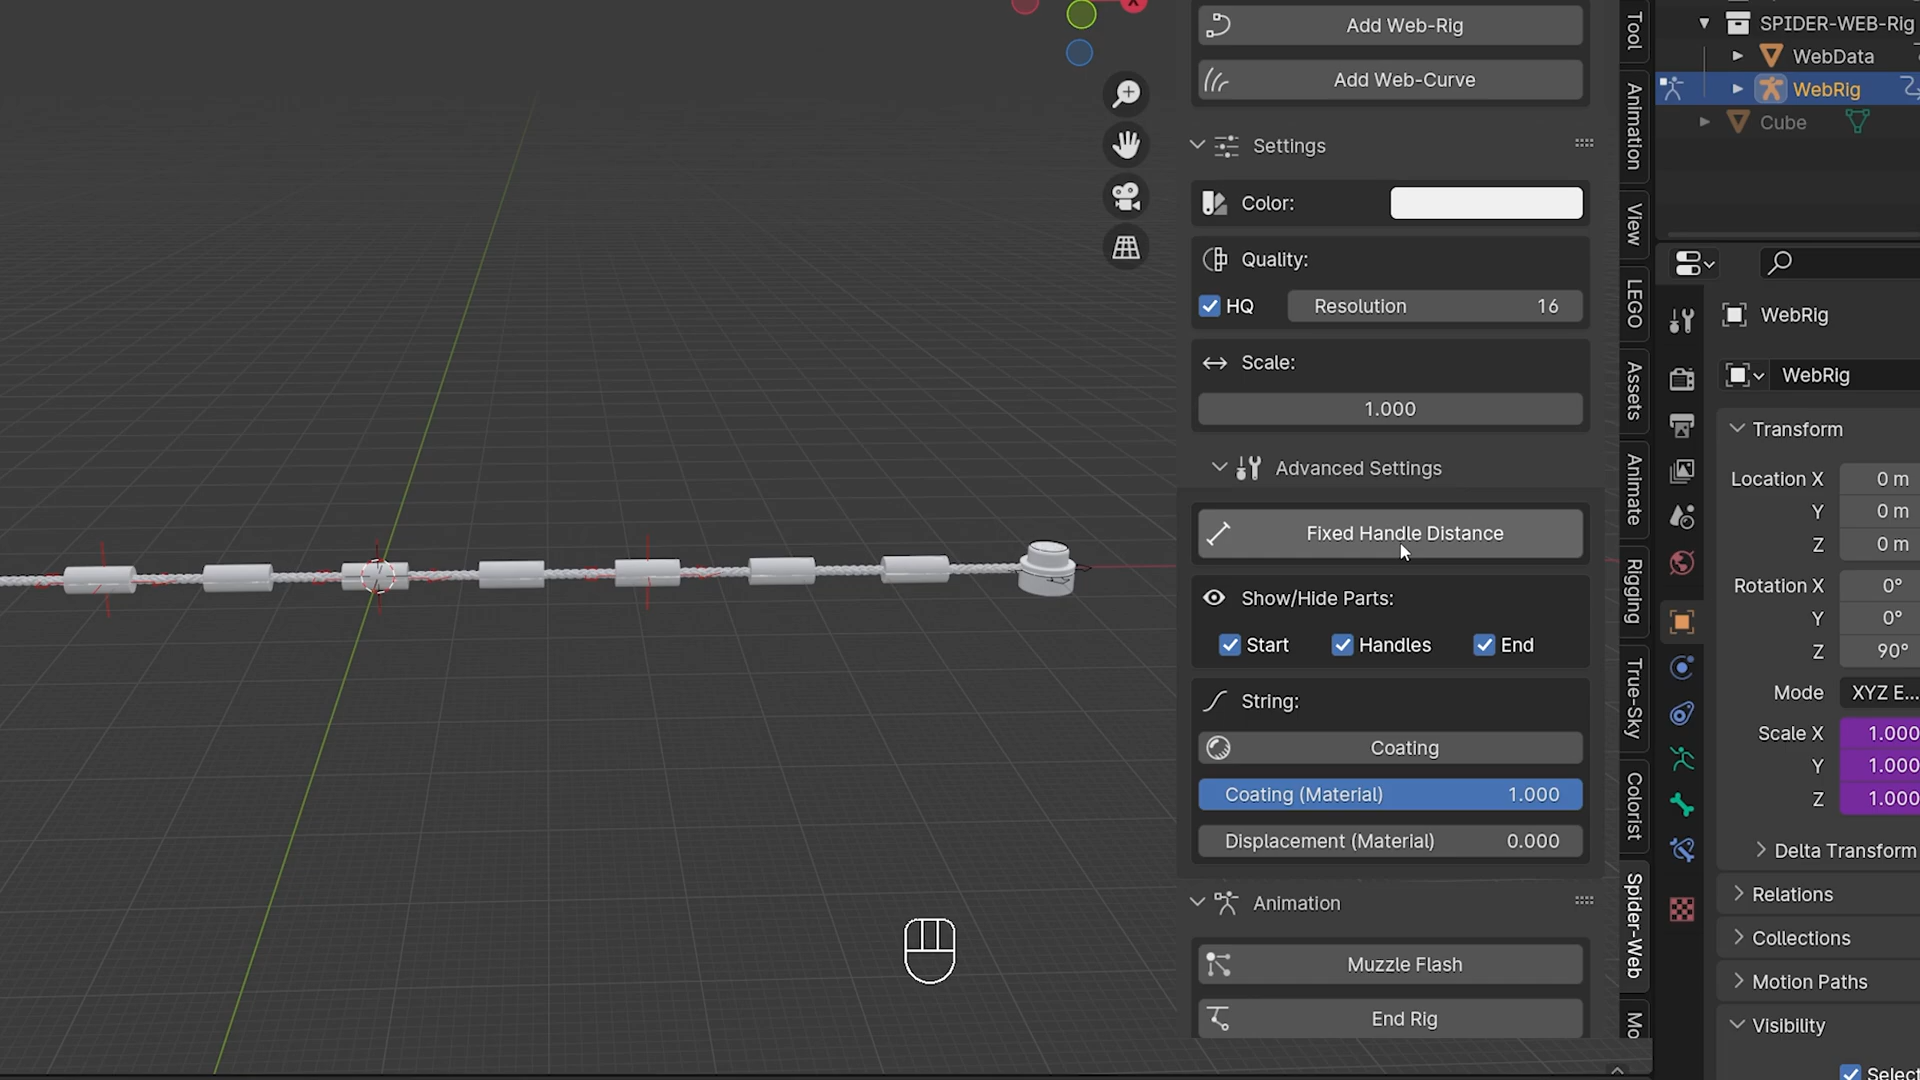 X
Add Web-Rig
Add Web-Curve
Settings
Color:
Quality:
HQ
Resolution 16
Scale:
1.000
Advanced Settings
Fixed Handle Distance
Show/Hide Parts:
Start
Handles
End
String:
Coating
Coating (Material) 1.000
Displacement (Material) 0.000
Animation
Muzzle Flash
End Rig
Tool
Animation
View
LEGO
Assets
Animate
Rigging
True-Sky
Colorist
Spider-Web
Mo
SPIDER-WEB-Rig
WebData
WebRig
Cube
WebRig
WebRig
Transform
Location X 0 m
Y 0 m
Z 0 m
Rotation X 0°
Y 0°
Z 90°
Mode XYZ E...
Scale X 1.000
Y 1.000
Z 1.000
Delta Transform
Relations
Collections
Motion Paths
Visibility
Select